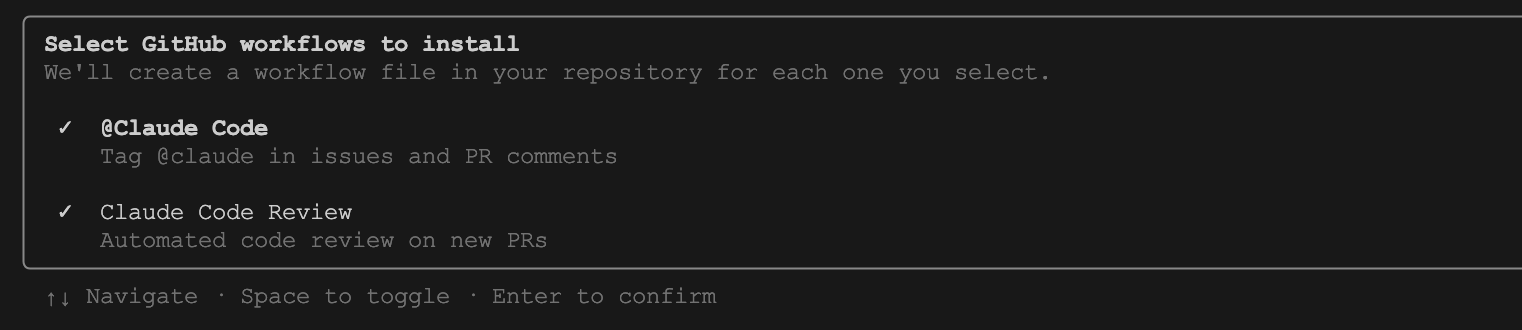 Select GitHub workflows to install
We'll create a workflow file in your repository for each one you select.
✓ @Claude Code
Tag @claude in issues and PR comments
✓ Claude Code Review
Automated code review on new PRs
↑↓ Navigate · Space to toggle · Enter to confirm